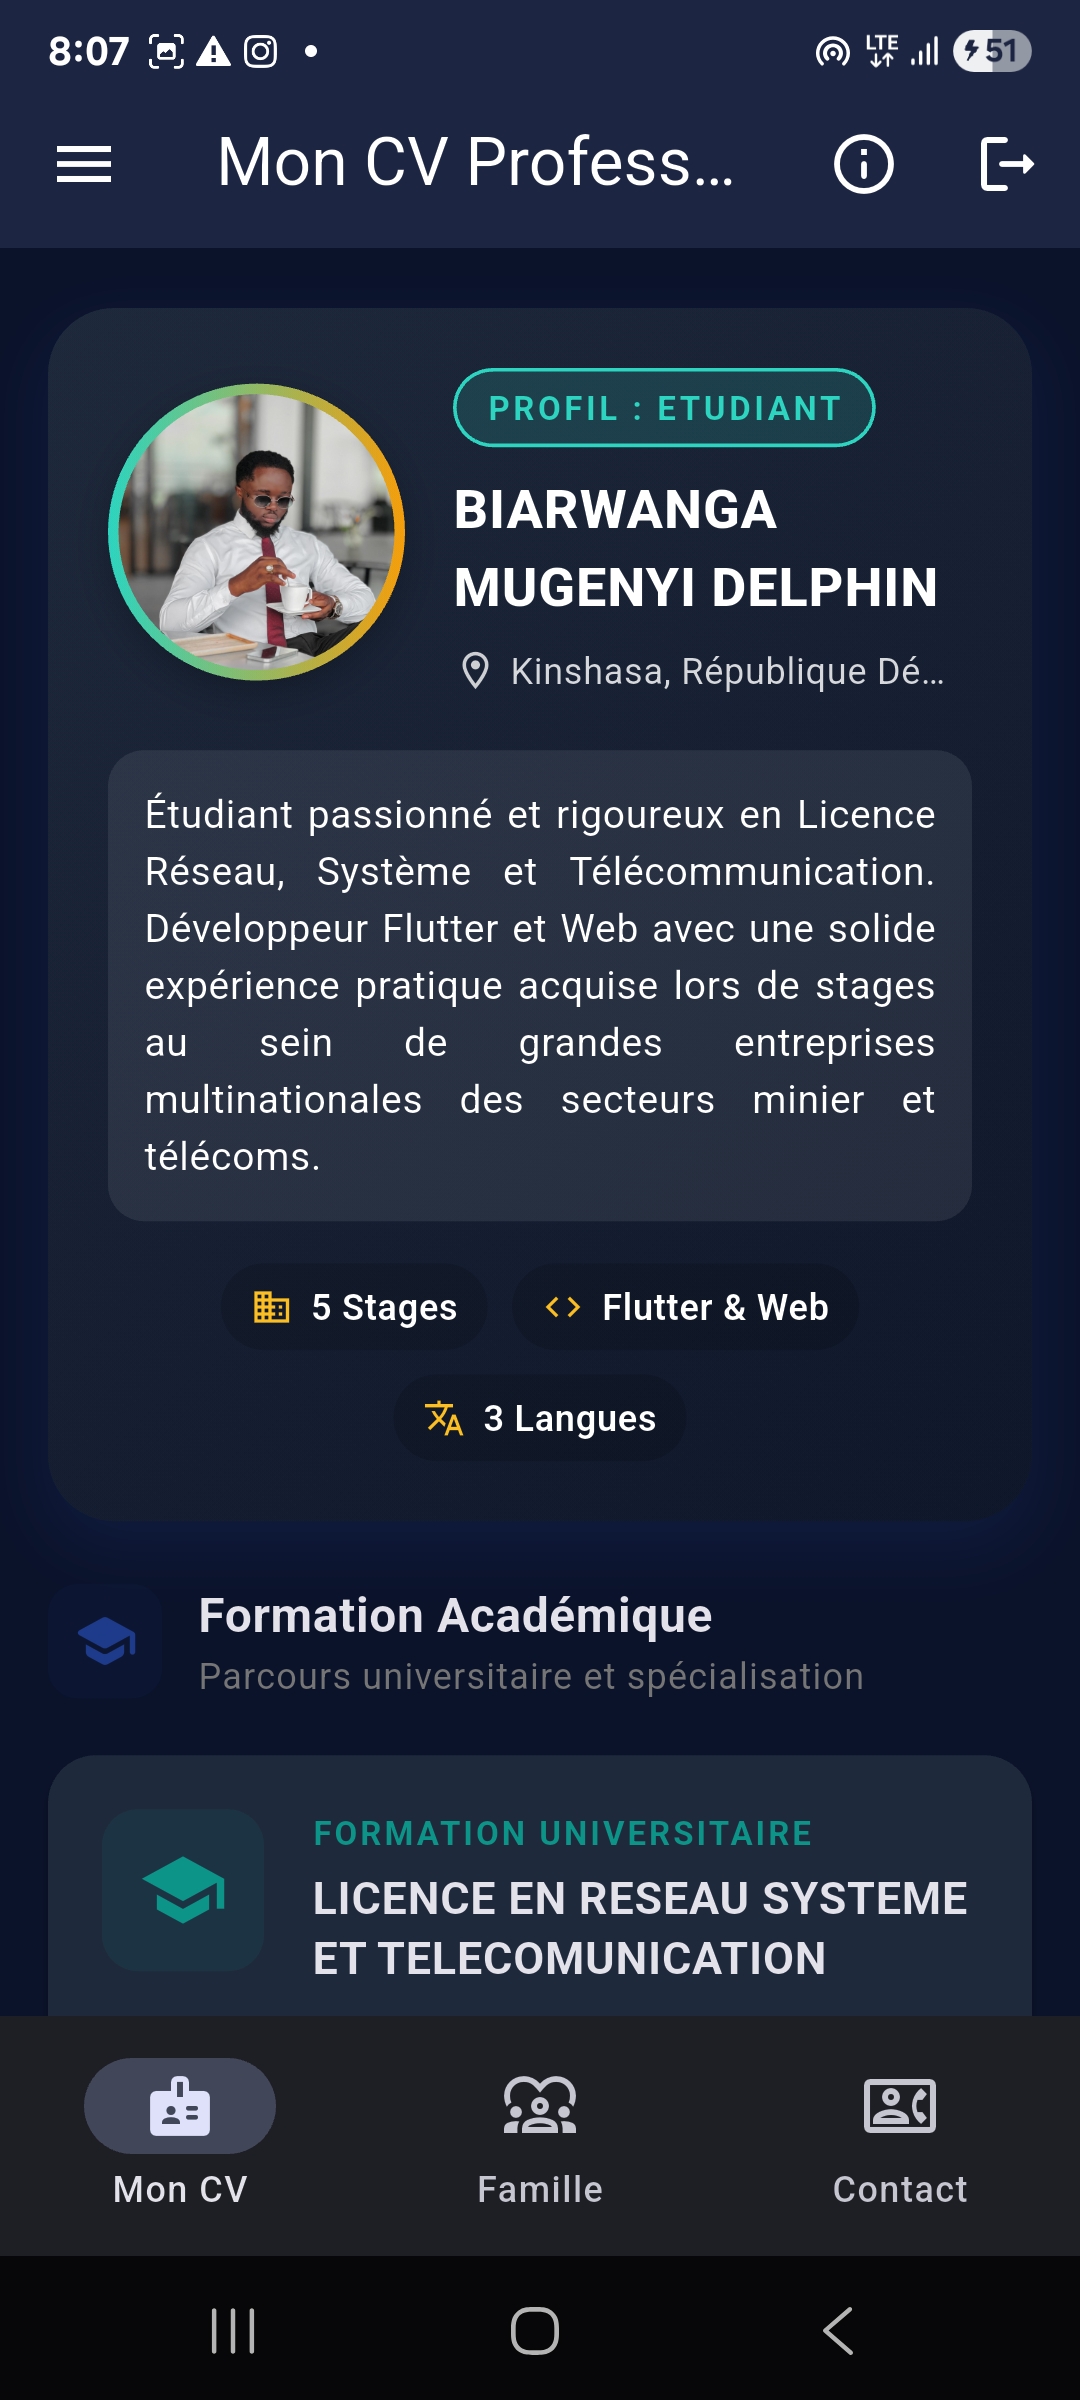 8:07
LTE
51
Mon CV Profess...
PROFIL : ETUDIANT
BIARWANGA
MUGENYI DELPHIN
Kinshasa, République Dé...
Étudiant passionné et rigoureux en Licence
Réseau, Système et Télécommunication.
Développeur Flutter et Web avec une solide
expérience pratique acquise lors de stages
au sein de grandes entreprises
multinationales des secteurs minier et
télécoms.
5 Stages
Flutter & Web
3 Langues
Formation Académique
Parcours universitaire et spécialisation
FORMATION UNIVERSITAIRE
LICENCE EN RESEAU SYSTEME
ET TELECOMUNICATION
Mon CV
Famille
Contact